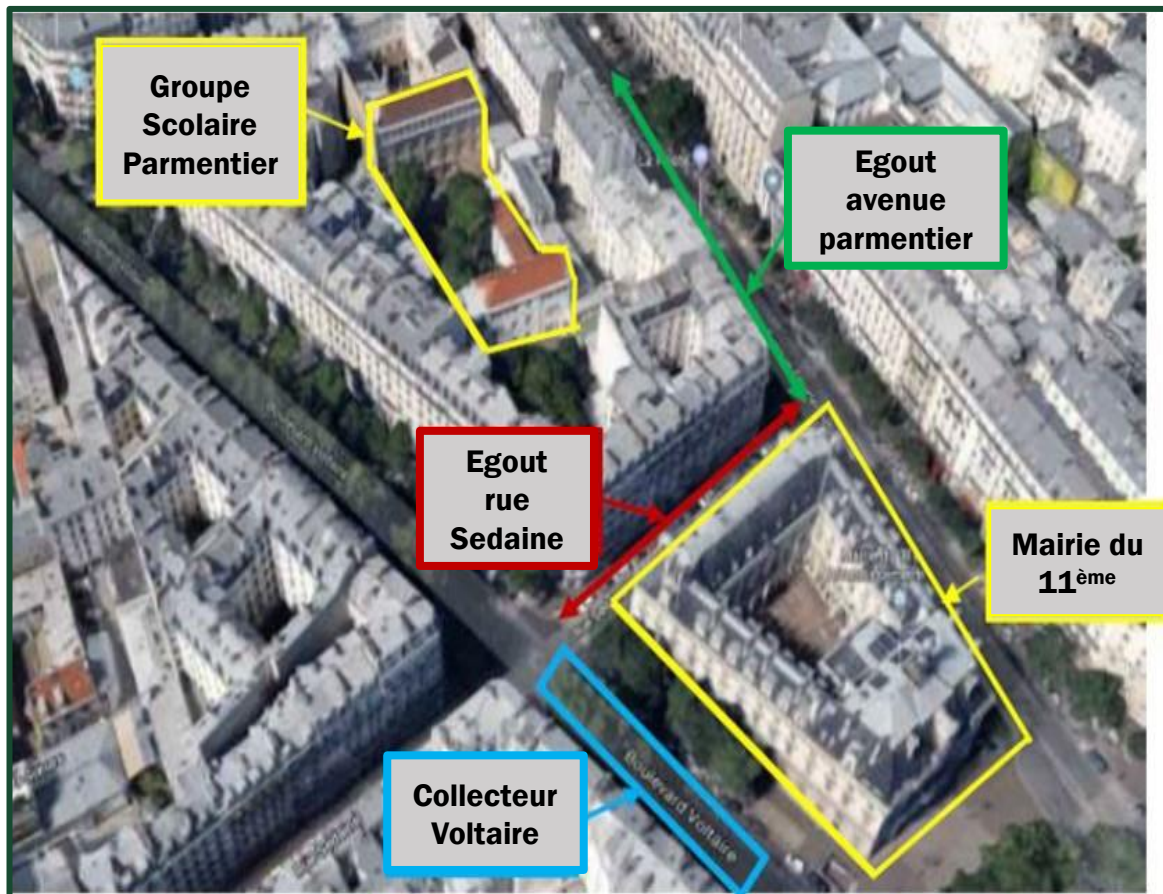 Groupe
Scolaire
Parmentier
Egout
avenue
parmentier
Egout
rue
Sedaine
Mairie du
11ème
Collecteur
Voltaire
Boulevard Voltaire